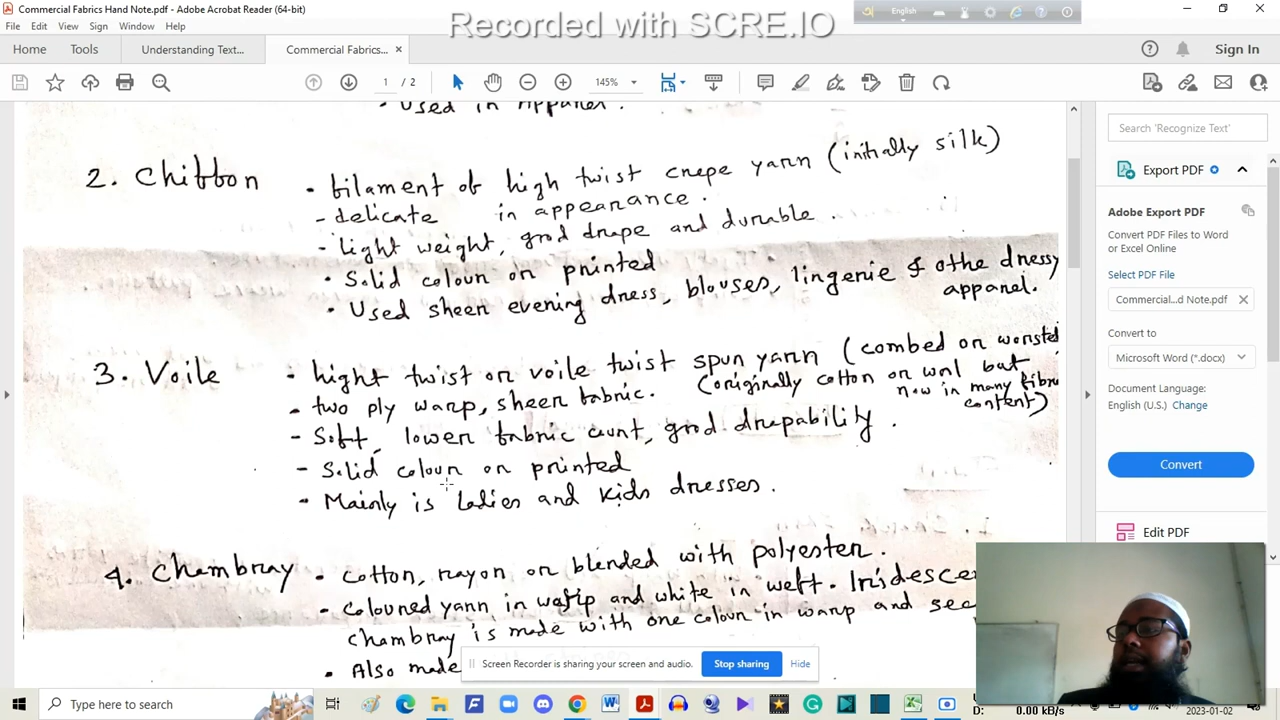 Commercial Fabrics Hand Note.pdf - Adobe Acrobat Reader (64-bit)
Recorded with SCRE.IO
English
File Edit View Sign Window Help
Home Tools Understanding Text... Commercial Fabrics... × Sign In
1 / 2 145%
Used in Apparel.
2. Chiffon
• filament of high twist crepe yarn (initially silk)
- delicate in appearance.
- light weight, good drape and durable.
• Solid colour or printed
• Used sheer evening dress, blouses, lingerie & othe dressy
apparel.
3. Voile
- hight twist or voile twist spun yarn (combed or worsted
(originally cotton or wool but
now in many fibre
content)
- two ply warp, sheer fabric.
- Soft, lower fabric count, good drapability.
- Solid colour or printed
- Mainly is Ladies and kids dresses.
4. Chambray
• cotton, rayon or blended with polyester.
• coloured yarn in warp and white in weft. Iridescen
chambray is made with one colour in warp and sec
• Also made
Search 'Recognize Text'
Export PDF
Adobe Export PDF
Convert PDF Files to Word
or Excel Online
Select PDF File
Commercial...d Note.pdf ×
Convert to
Microsoft Word (*.docx)
Document Language:
English (U.S.) Change
Convert
Edit PDF
Screen Recorder is sharing your screen and audio. Stop sharing Hide
Type here to search
D: 0.00 kB/s
2023-01-02